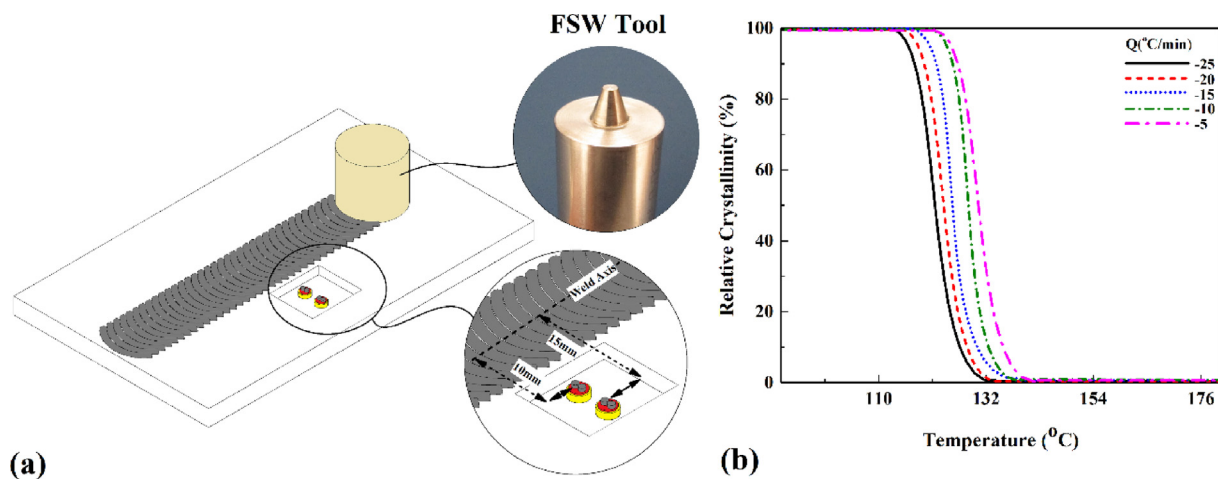 FSW Tool
Weld Axis
15mm
10mm
(a)
100
80
60
40
20
0
Relative Crystallinity (%)
110
132
154
176
Temperature (°C)
Q(°C/min)
-25
-20
-15
-10
-5
(b)